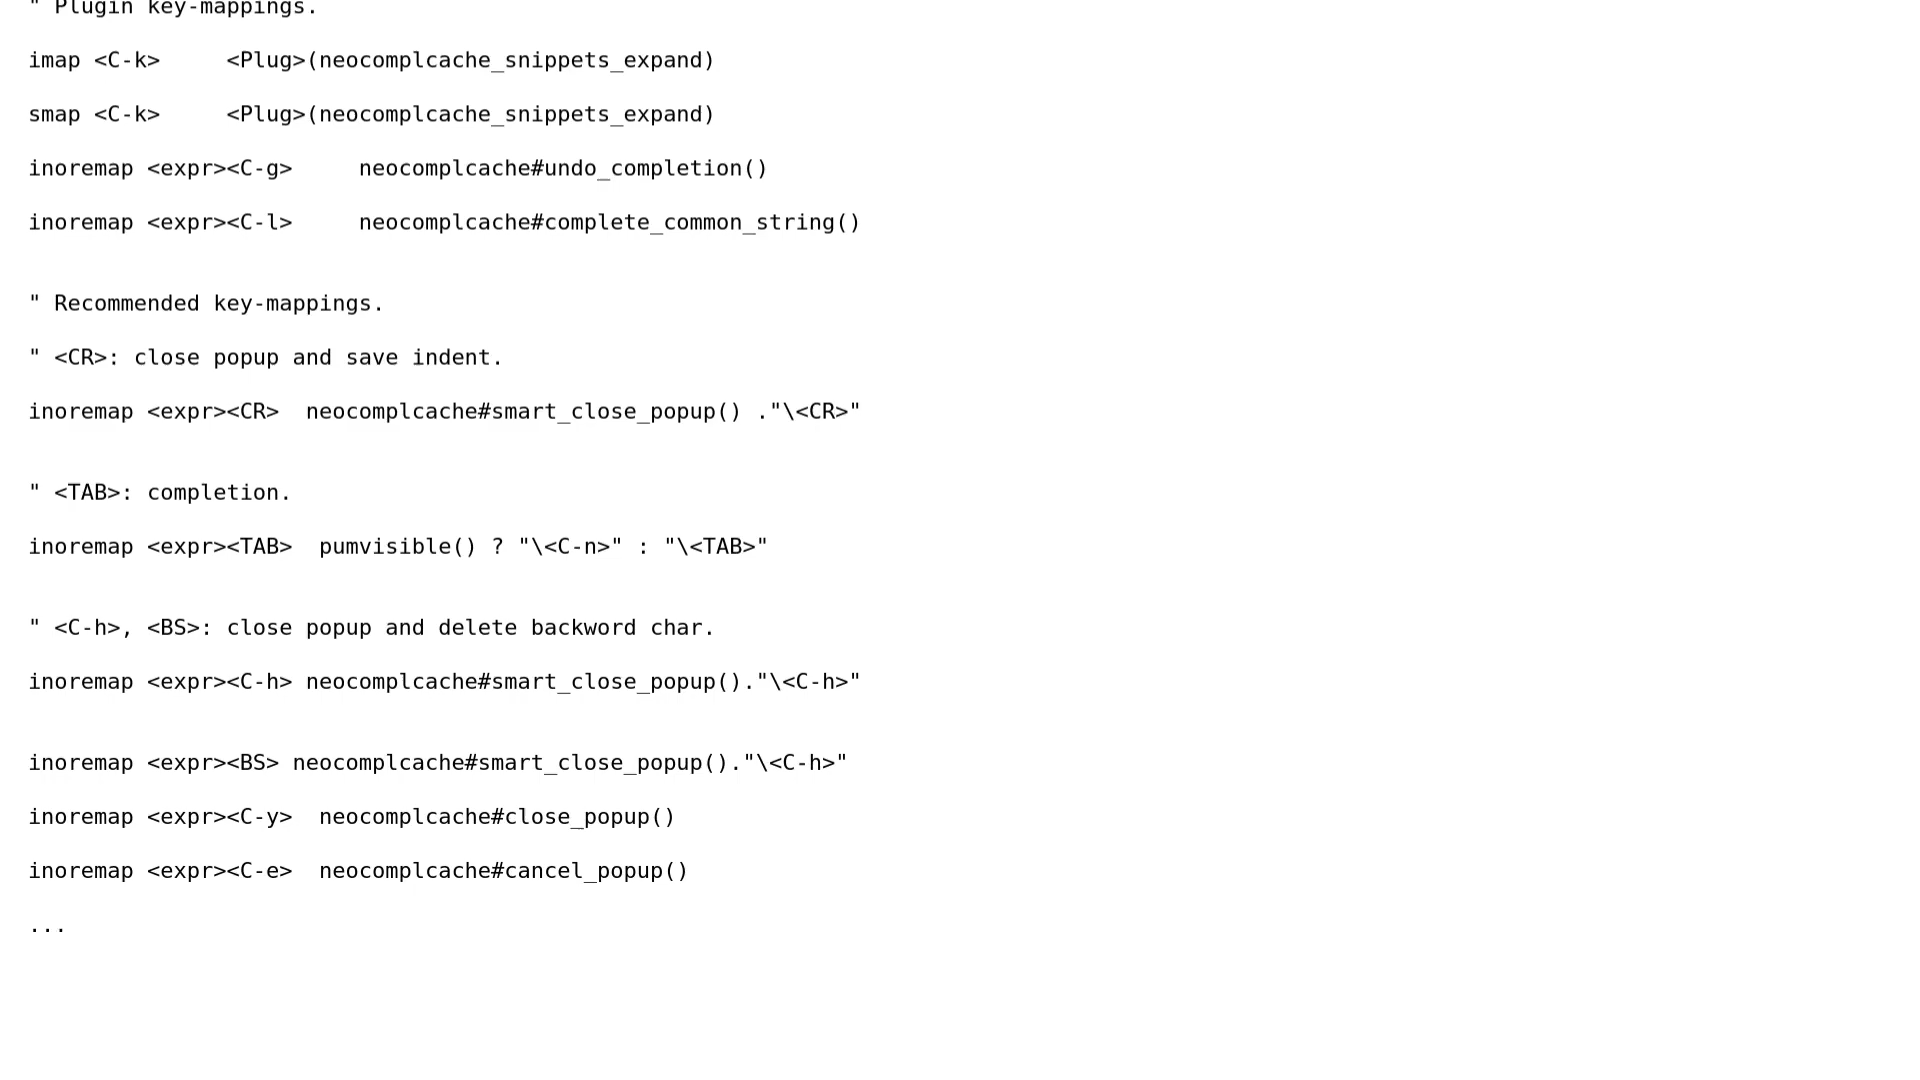 " Plugin key-mappings.
imap <C-k>     <Plug>(neocomplcache_snippets_expand)
smap <C-k>     <Plug>(neocomplcache_snippets_expand)
inoremap <expr><C-g>     neocomplcache#undo_completion()
inoremap <expr><C-l>     neocomplcache#complete_common_string()
" Recommended key-mappings.
" <CR>: close popup and save indent.
inoremap <expr><CR>  neocomplcache#smart_close_popup() ."\<CR>"
" <TAB>: completion.
inoremap <expr><TAB>  pumvisible() ? "\<C-n>" : "\<TAB>"
" <C-h>, <BS>: close popup and delete backword char.
inoremap <expr><C-h> neocomplcache#smart_close_popup()."\<C-h>"
inoremap <expr><BS> neocomplcache#smart_close_popup()."\<C-h>"
inoremap <expr><C-y>  neocomplcache#close_popup()
inoremap <expr><C-e>  neocomplcache#cancel_popup()
...